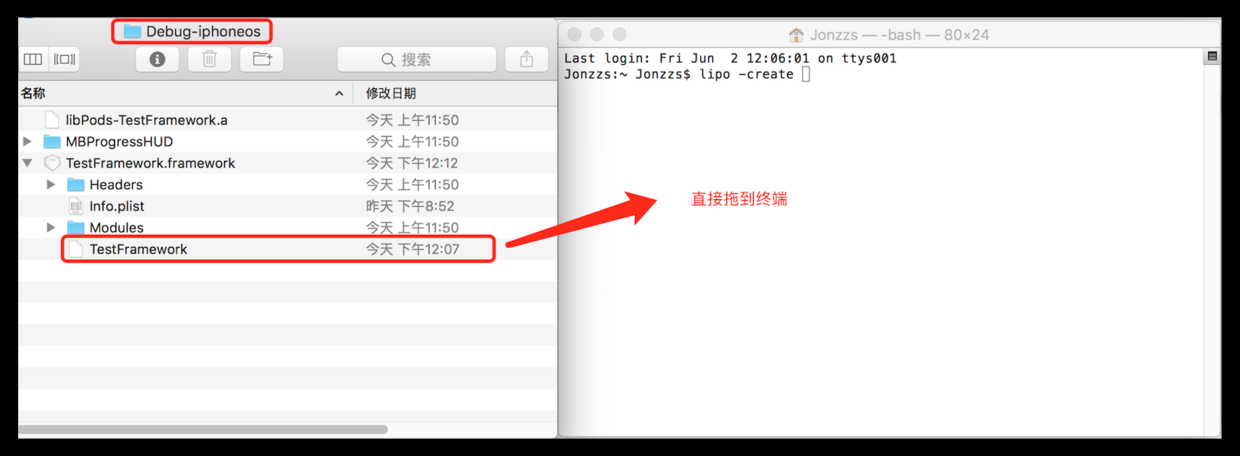 Debug-iphoneos
搜索
名称 修改日期
libPods-TestFramework.a 今天 上午11:50
MBProgressHUD 今天 上午11:50
TestFramework.framework 今天 下午12:12
Headers 今天 上午11:50
Info.plist 昨天 下午8:52
Modules 今天 上午11:50
TestFramework 今天 下午12:07
Jonzzs — -bash — 80×24
Last login: Fri Jun  2 12:06:01 on ttys001
Jonzzs:~ Jonzzs$ lipo -create
直接拖到终端